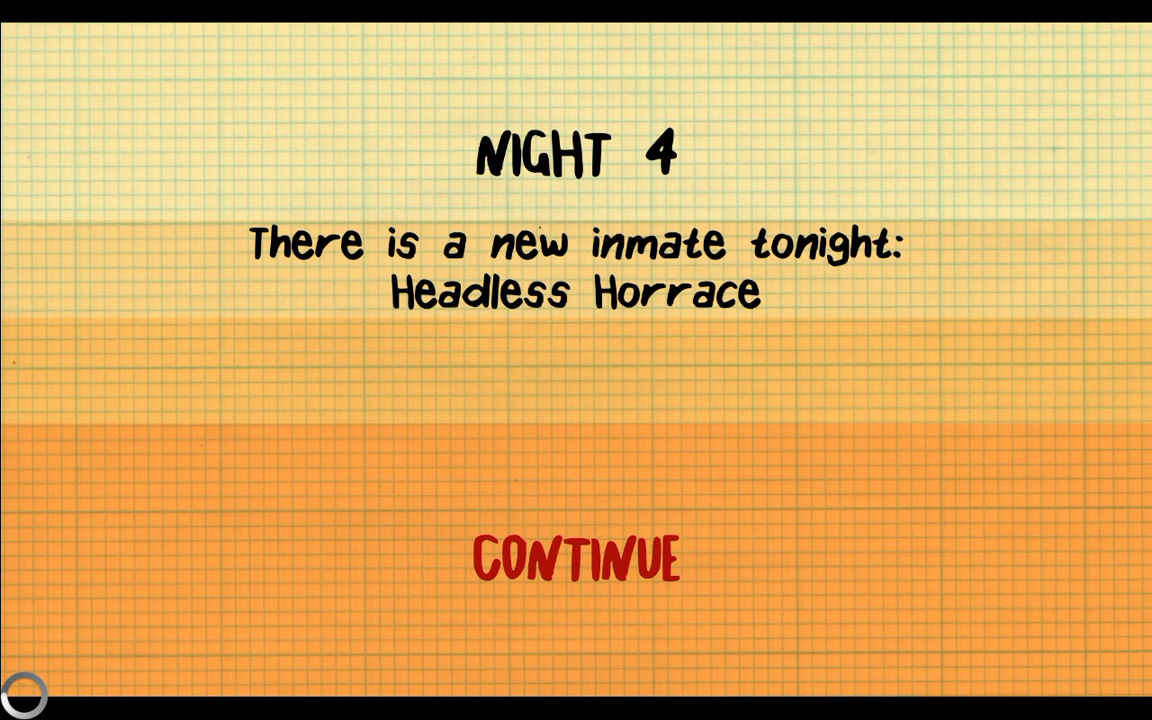 NIGHT 4
There is a new inmate tonight:
Headless Horrace
CONTINUE